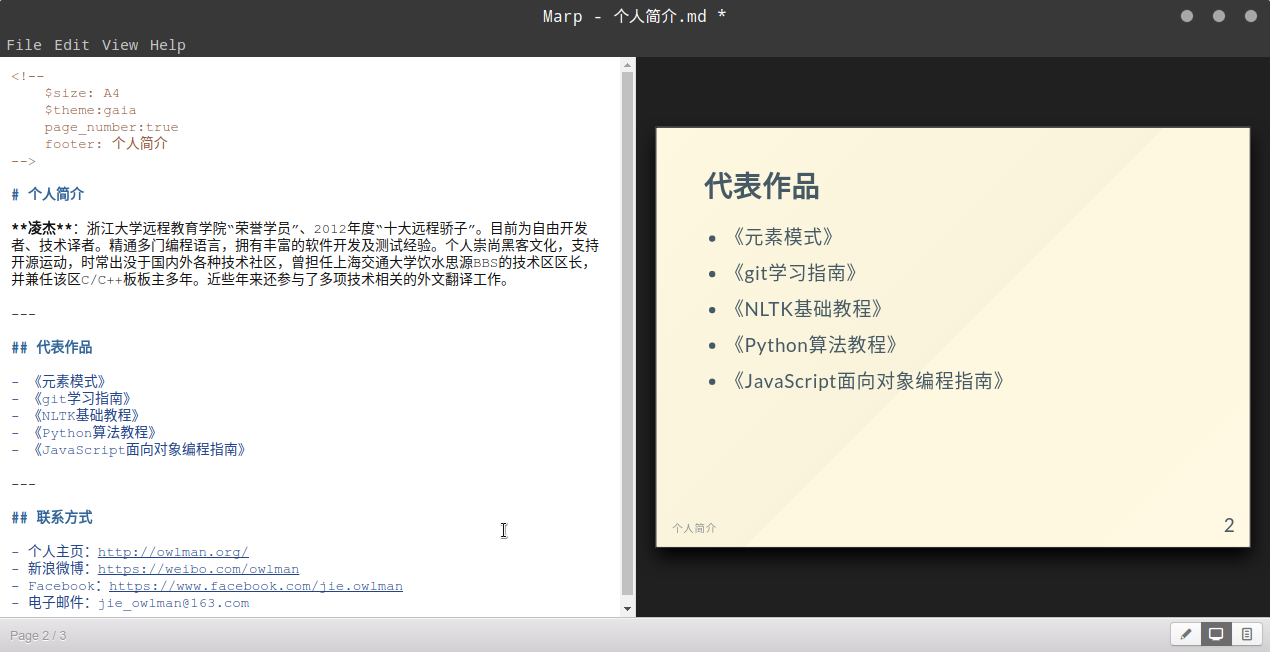 Marp - 个人简介.md *
File Edit View Help
<!--
$size: A4
$theme:gaia
page_number:true
footer: 个人简介
-->
# 个人简介
**凌杰**：浙江大学远程教育学院“荣誉学员”、2012年度“十大远程骄子”。目前为自由开发
者、技术译者。精通多门编程语言，拥有丰富的软件开发及测试经验。个人崇尚黑客文化，支持
开源运动，时常出没于国内外各种技术社区，曾担任上海交通大学饮水思源BBS的技术区区长，
并兼任该区C/C++板板主多年。近些年来还参与了多项技术相关的外文翻译工作。
---
## 代表作品
- 《元素模式》
- 《git学习指南》
- 《NLTK基础教程》
- 《Python算法教程》
- 《JavaScript面向对象编程指南》
---
## 联系方式
- 个人主页：http://owlman.org/
- 新浪微博：https://weibo.com/owlman
- Facebook：https://www.facebook.com/jie.owlman
- 电子邮件：jie_owlman@163.com
代表作品
• 《元素模式》
• 《git学习指南》
• 《NLTK基础教程》
• 《Python算法教程》
• 《JavaScript面向对象编程指南》
个人简介
2
Page 2 / 3